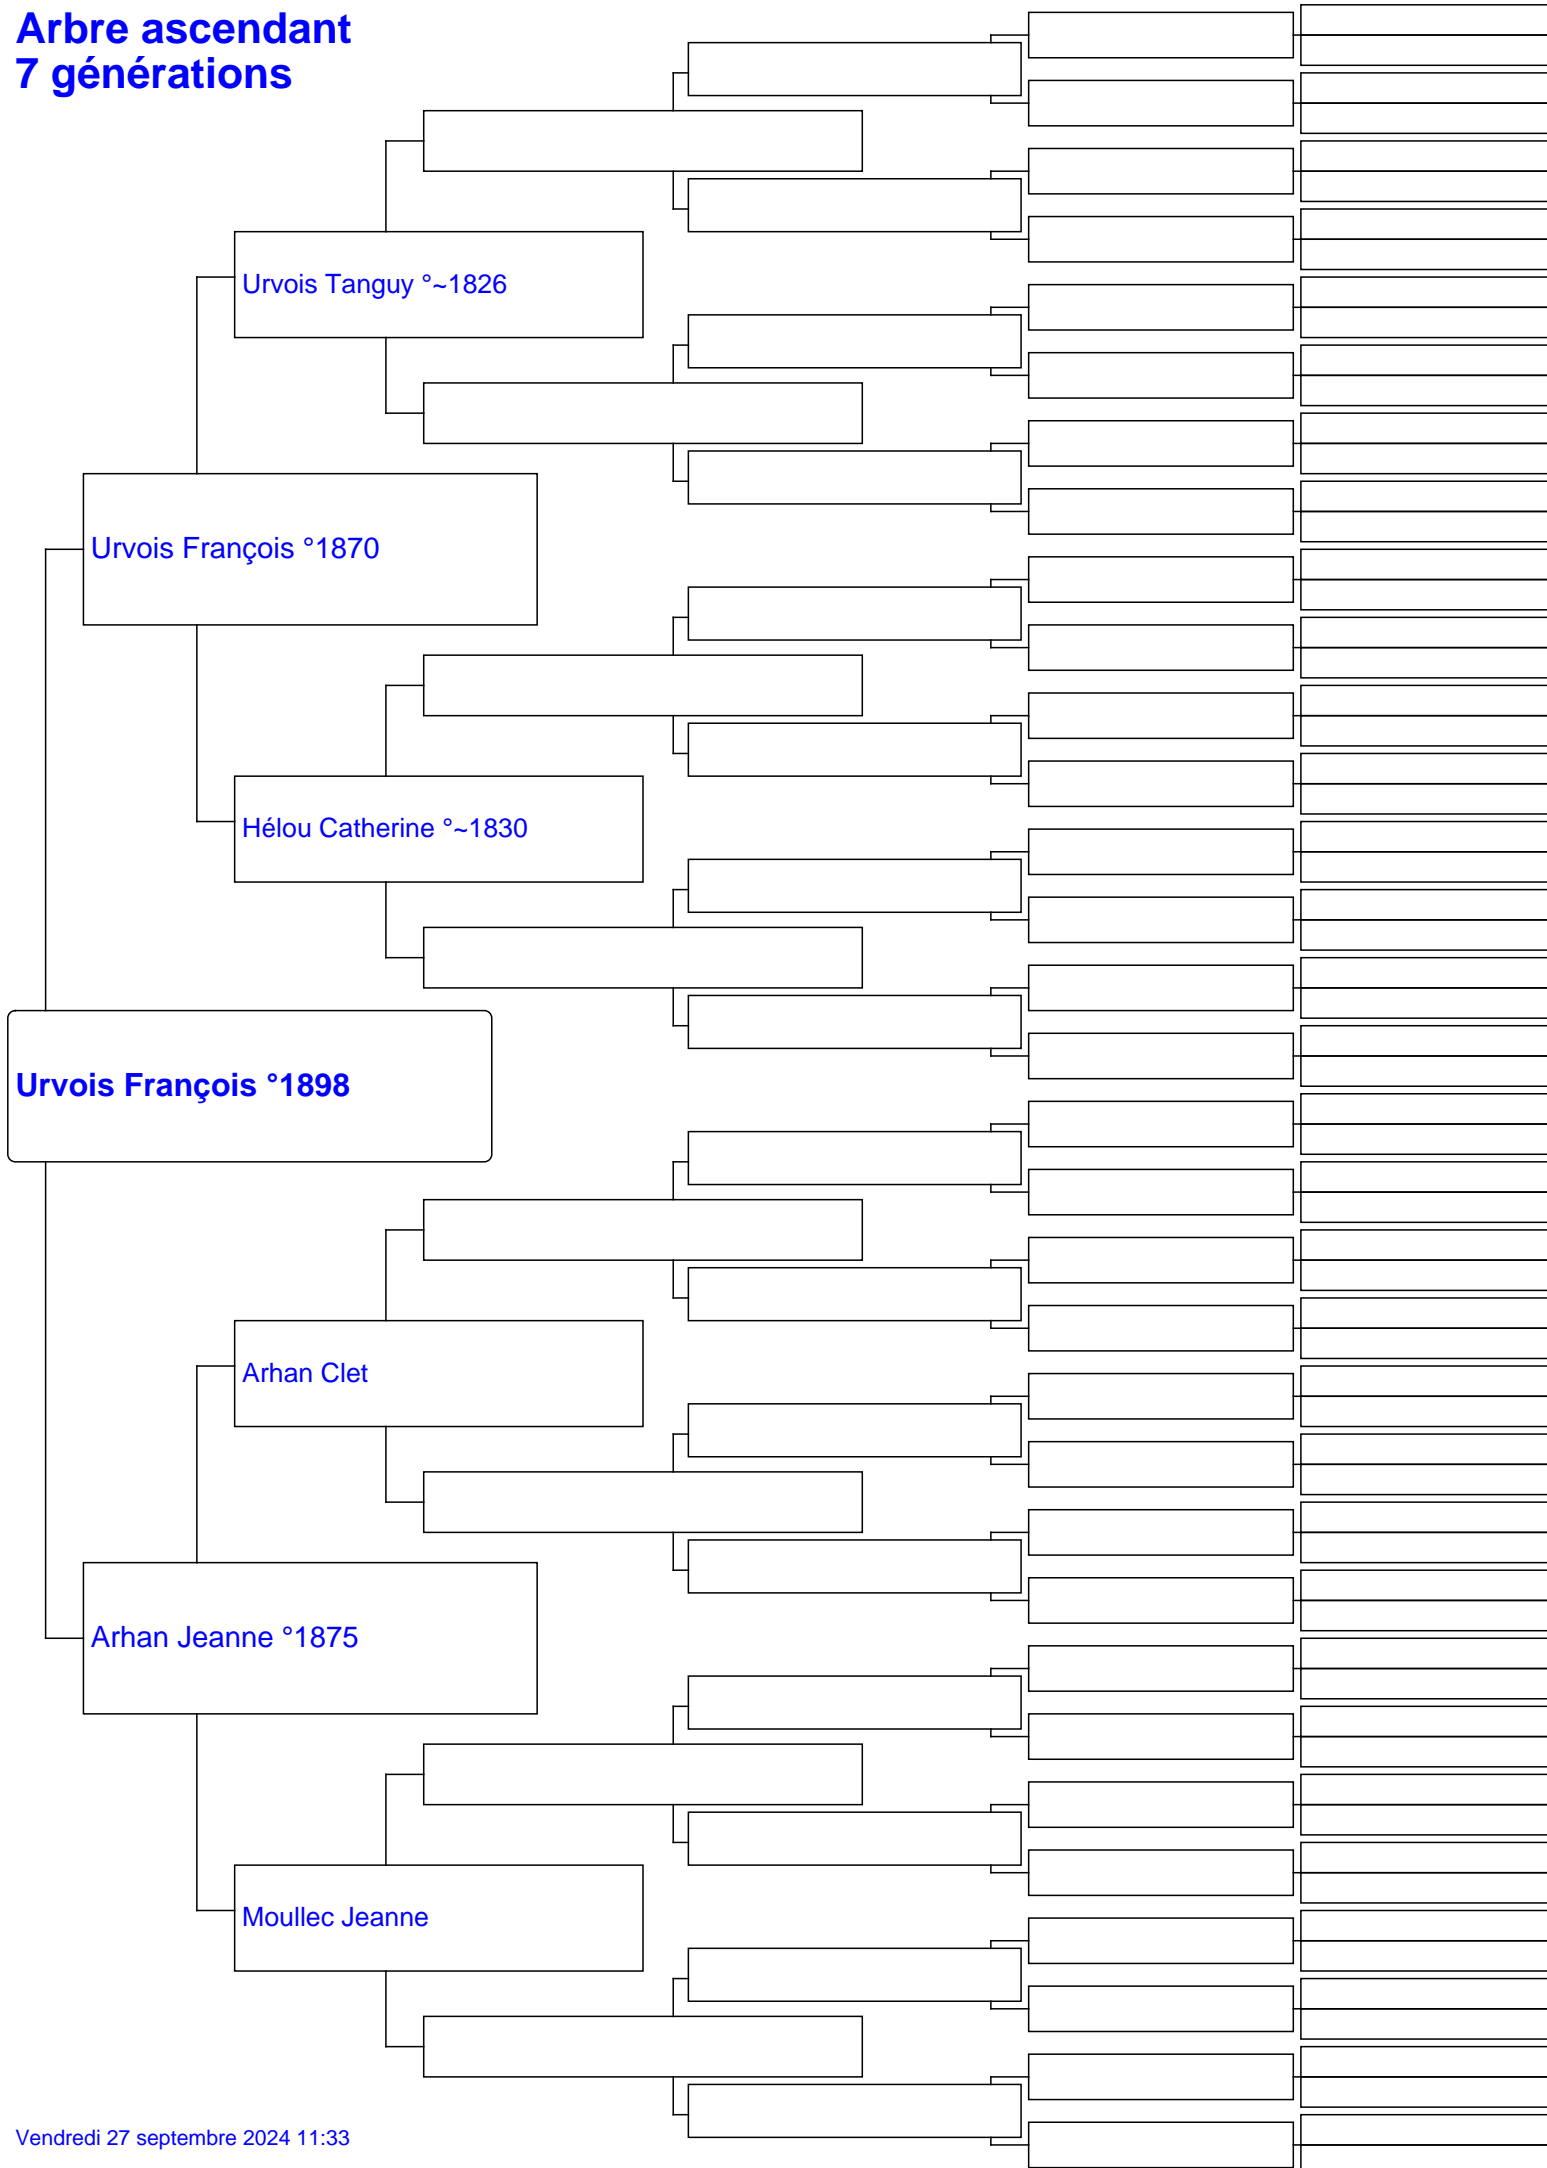 Arbre ascendant
7 générations
Urvois Tanguy °~1826
Urvois François °1870
Hélou Catherine °~1830
Urvois François °1898
Arhan Clet
Arhan Jeanne °1875
Moullec Jeanne
Vendredi 27 septembre 2024 11:33